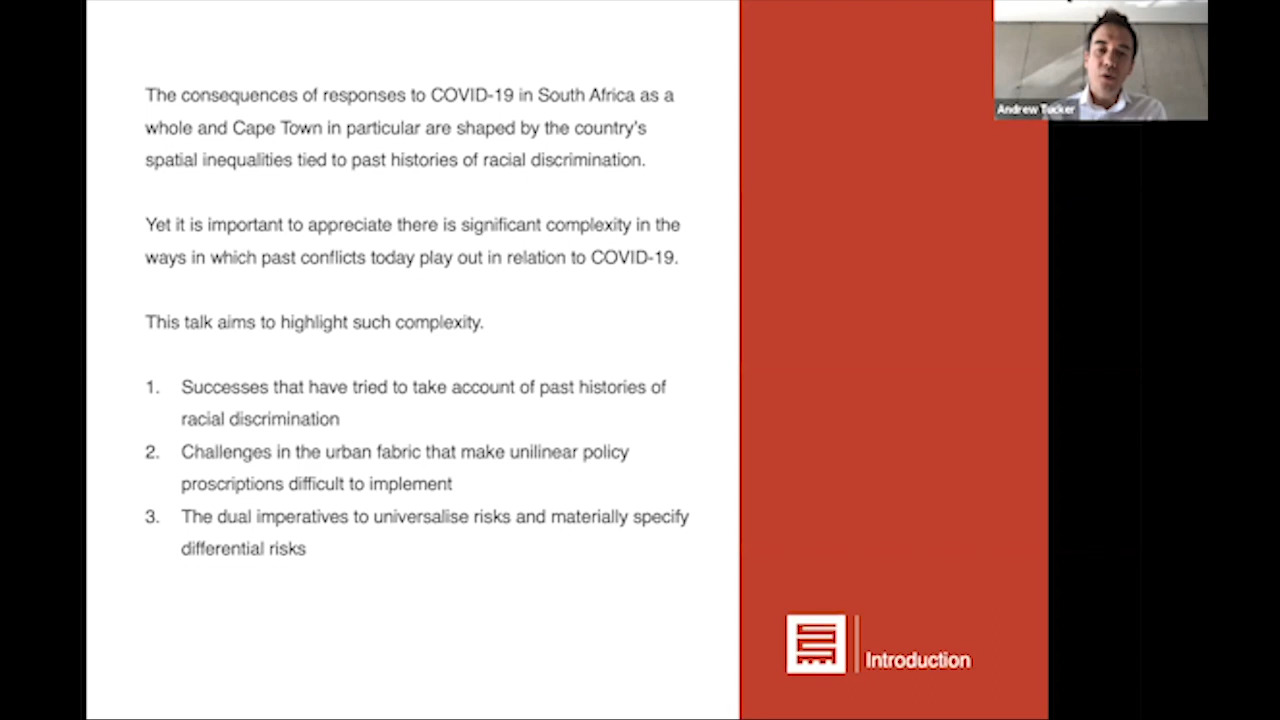 The consequences of responses to COVID-19 in South Africa as a
whole and Cape Town in particular are shaped by the country's
spatial inequalities tied to past histories of racial discrimination.
Yet it is important to appreciate there is significant complexity in the
ways in which past conflicts today play out in relation to COVID-19.
This talk aims to highlight such complexity.
1. Successes that have tried to take account of past histories of
racial discrimination
2. Challenges in the urban fabric that make unilinear policy
proscriptions difficult to implement
3. The dual imperatives to universalise risks and materially specify
differential risks
Introduction
Andrew Tucker